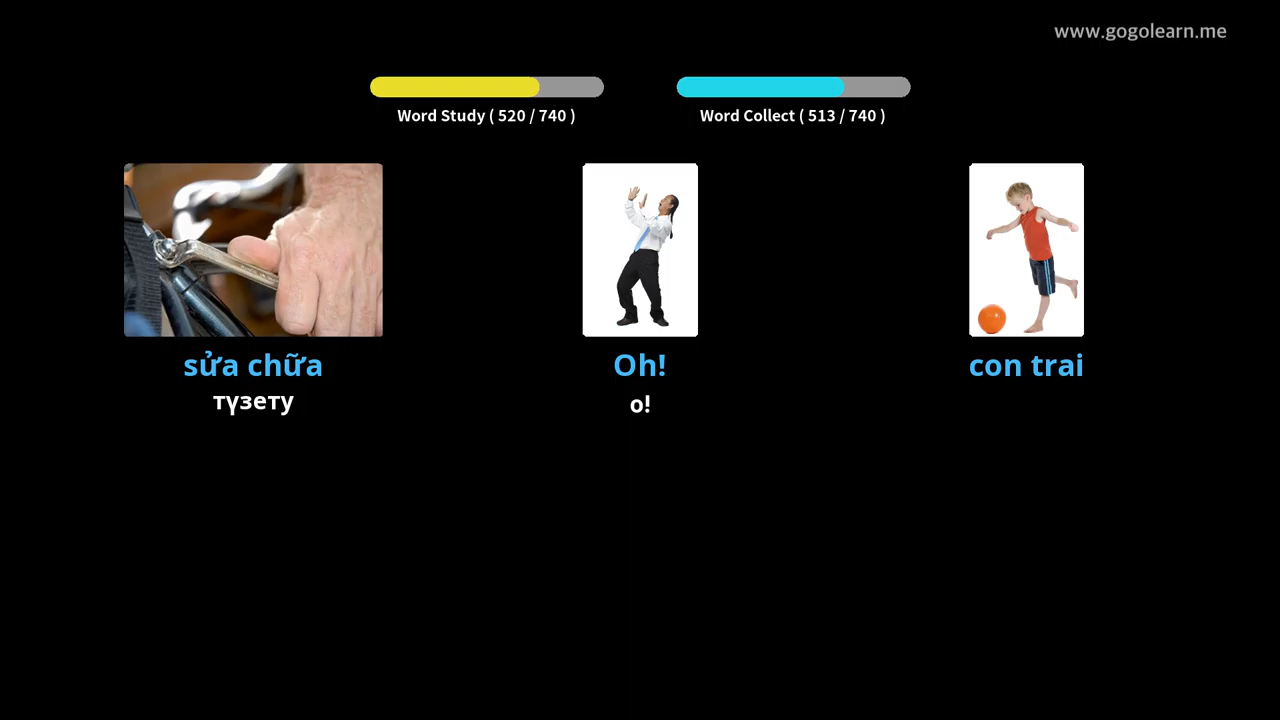 www.gogolearn.me
Word Study ( 520 / 740 )
Word Collect ( 513 / 740 )
sửa chữa
Oh!
con trai
түзету
о!